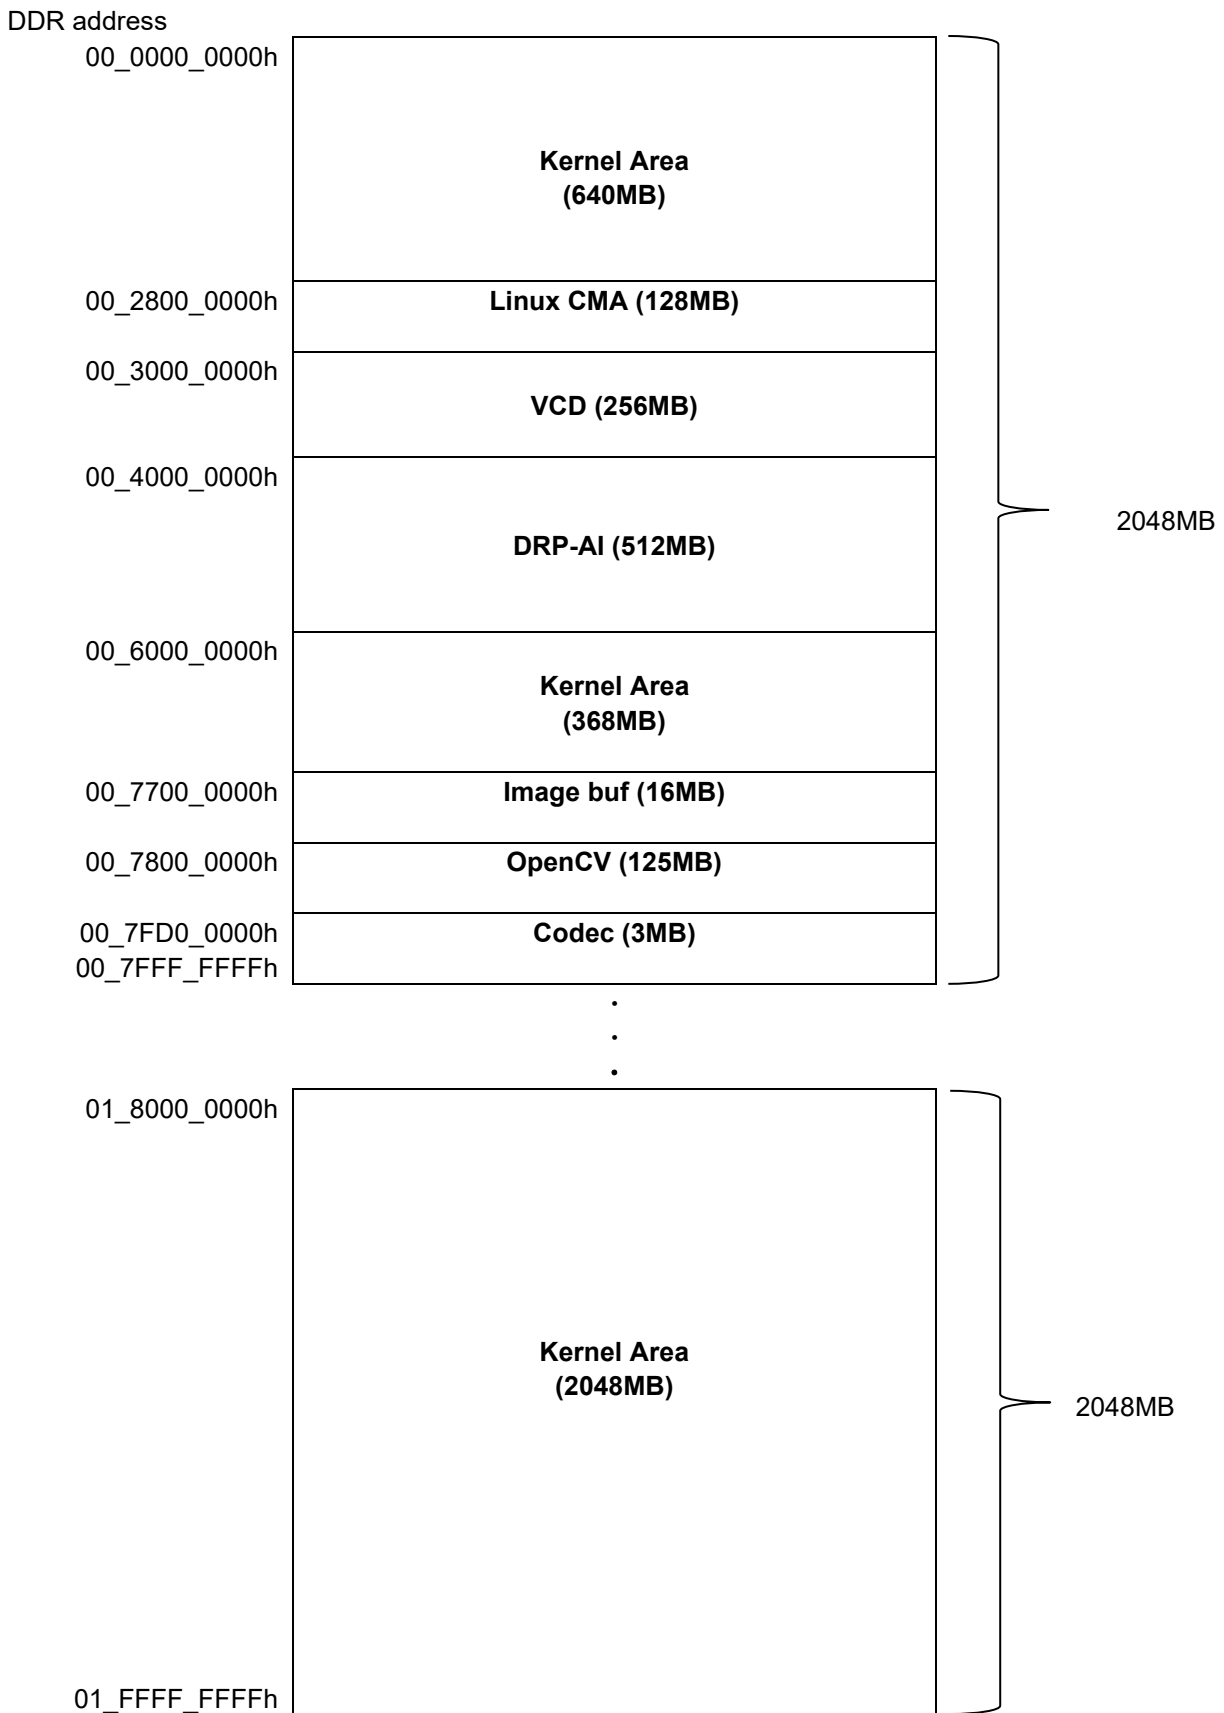 DDR address
00_0000_0000h
Kernel Area
(640MB)
00_2800_0000h
Linux CMA (128MB)
00_3000_0000h
VCD (256MB)
00_4000_0000h
DRP-AI (512MB)
2048MB
00_6000_0000h
Kernel Area
(368MB)
00_7700_0000h
Image buf (16MB)
00_7800_0000h
OpenCV (125MB)
00_7FD0_0000h
Codec (3MB)
00_7FFF_FFFFh
.
.
.
01_8000_0000h
Kernel Area
(2048MB)
2048MB
01_FFFF_FFFFh